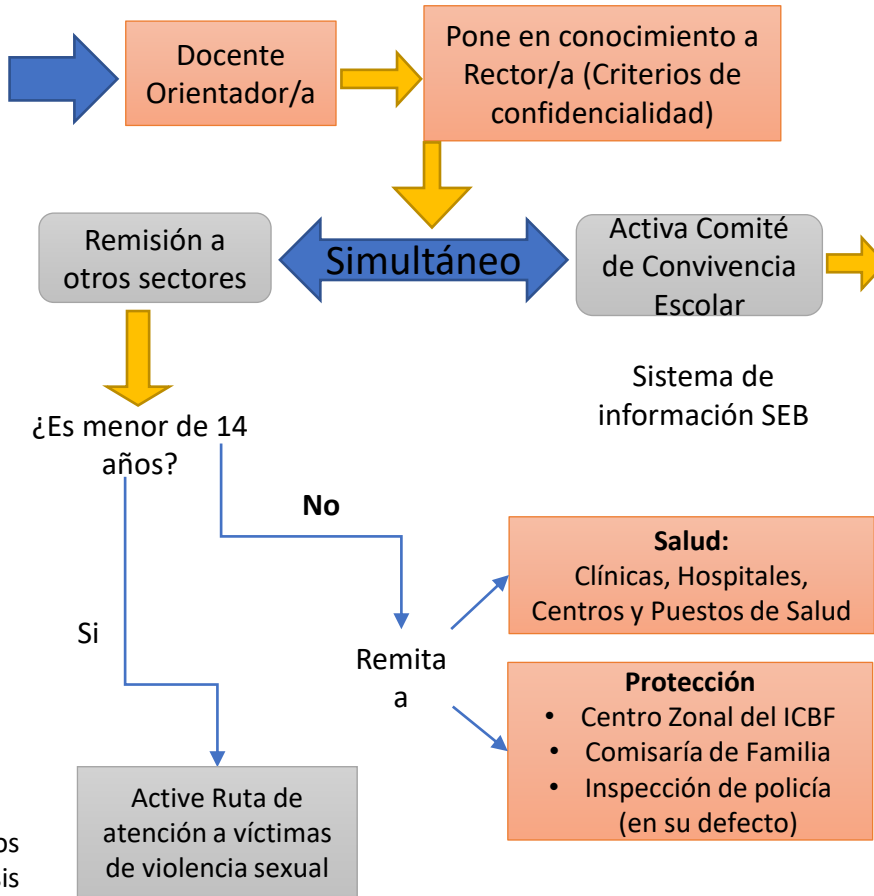 Docente
Orientador/a
Pone en conocimiento a
Rector/a (Criterios de
confidencialidad)
Remisión a
otros sectores
Simultáneo
Activa Comité
de Convivencia
Escolar
Sistema de
información SEB
¿Es menor de 14
años?
No
Si
Remita
a
Salud:
Clínicas, Hospitales,
Centros y Puestos de Salud
Protección
• Centro Zonal del ICBF
• Comisaría de Familia
• Inspección de policía
(en su defecto)
Active Ruta de
atención a víctimas
de violencia sexual
os
sis